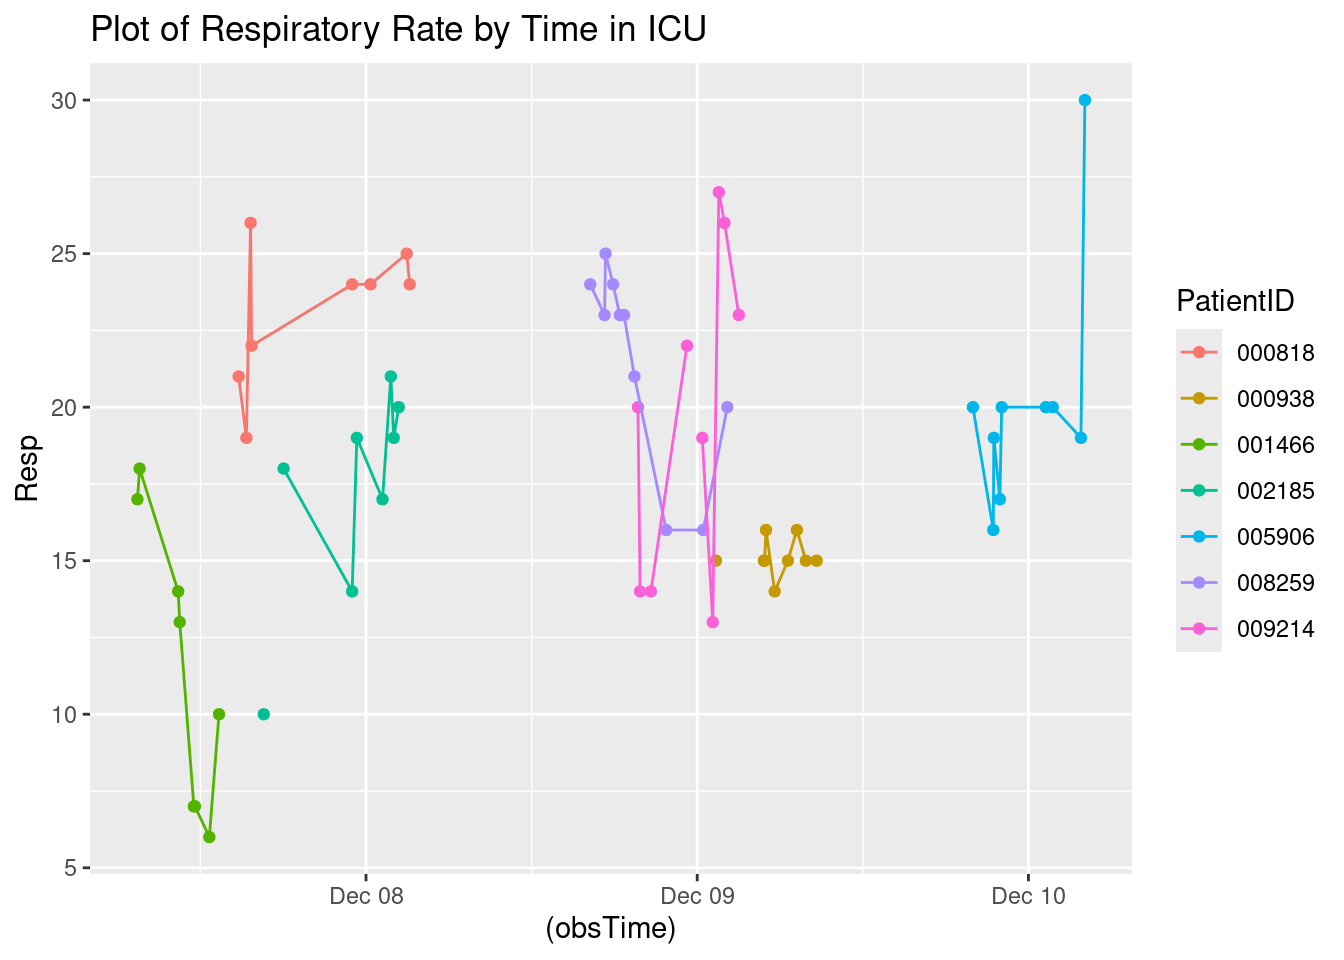 Plot of Respiratory Rate by Time in ICU
Resp
30
25
20
15
10
5
Dec 08
Dec 09
Dec 10
(obsTime)
PatientID
000818
000938
001466
002185
005906
008259
009214